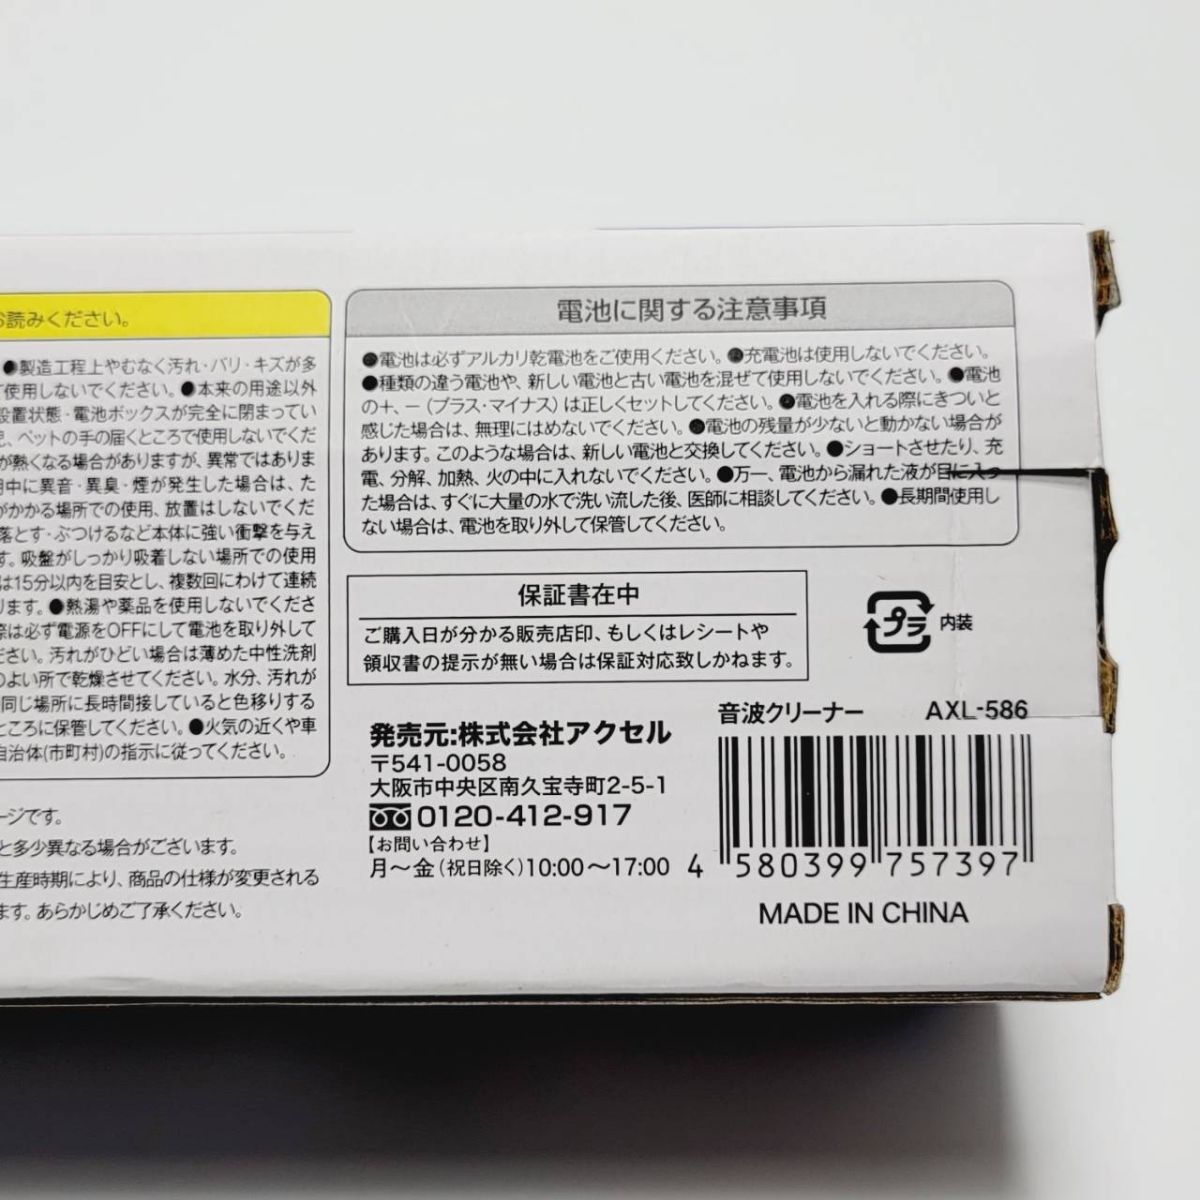 お読みください。
●製造工程上やむなく汚れ・バリ・キズが多
使用しないでください。●本来の用途以外
設置状態・電池ボックスが完全に閉まってい
ペットの手の届くところで使用しないでくだ
が熱くなる場合がありますが、異常ではありま
用中に異音・異臭・煙が発生した場合は、た
がかかる場所での使用、放置はしないでくだ
落とす・ぶつけるなど本体に強い衝撃を与え
す。吸盤がしっかり吸着しない場所での使用
は15分以内を目安とし、複数回にわけて連続
ります。●熱湯や薬品を使用しないでくださ
際は必ず電源をOFFにして電池を取り外して
ださい。汚れがひどい場合は薄めた中性洗剤
のよい所で乾燥させてください。水分、汚れが
同じ場所に長時間接していると色移りする
ところに保管してください。●火気の近くや車
自治体(市町村)の指示に従ってください。
ージです。
と多少異なる場合がございます。
生産時期により、商品の仕様が変更される
ます。あらかじめご了承ください。
電池に関する注意事項
●電池は必ずアルカリ乾電池をご使用ください。●充電池は使用しないでください。
●種類の違う電池や、新しい電池と古い電池を混ぜて使用しないでください。●電池
の+、−(プラス・マイナス)は正しくセットしてください。●電池を入れる際にきついと
感じた場合は、無理にはめないでください。●電池の残量が少ないと動かない場合が
あります。このような場合は、新しい電池と交換してください。●ショートさせたり、充
電、分解、加熱、火の中に入れないでください。●万一、電池から漏れた液が目に入っ
た場合は、すぐに大量の水で洗い流した後、医師に相談してください。●長期間使用し
ない場合は、電池を取り外して保管してください。
保証書在中
ご購入日が分かる販売店印、もしくはレシートや
領収書の提示が無い場合は保証対応致しかねます。
プラ 内装
発売元:株式会社アクセル
〒541-0058
大阪市中央区南久宝寺町2-5-1
0120-412-917
【お問い合わせ】
月〜金(祝日除く)10:00〜17:00
音波クリーナー AXL-586
4 580399 757397
MADE IN CHINA